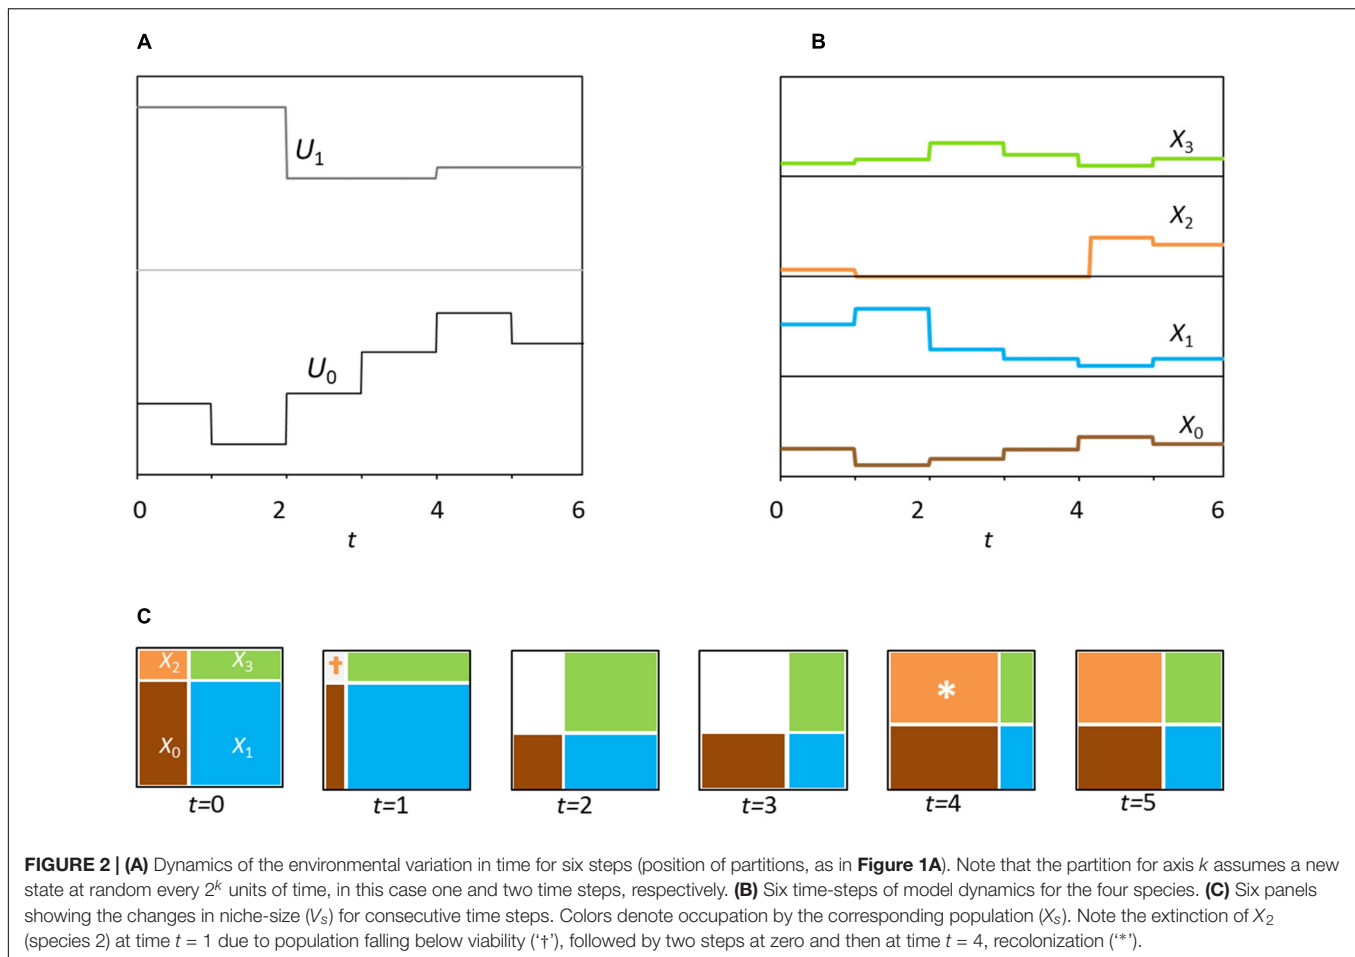 A
B
U1
U0
0 2 4 6
t
X3
X2
X1
X0
0 2 4 6
t
C
X2 X3
X0 X1
†
*
t=0 t=1 t=2 t=3 t=4 t=5
FIGURE 2 | (A) Dynamics of the environmental variation in time for six steps (position of partitions, as in Figure 1A). Note that the partition for axis k assumes a new
state at random every 2^k units of time, in this case one and two time steps, respectively. (B) Six time-steps of model dynamics for the four species. (C) Six panels
showing the changes in niche-size (Vs) for consecutive time steps. Colors denote occupation by the corresponding population (Xs). Note the extinction of X2
(species 2) at time t = 1 due to population falling below viability (‘†’), followed by two steps at zero and then at time t = 4, recolonization (‘*’).